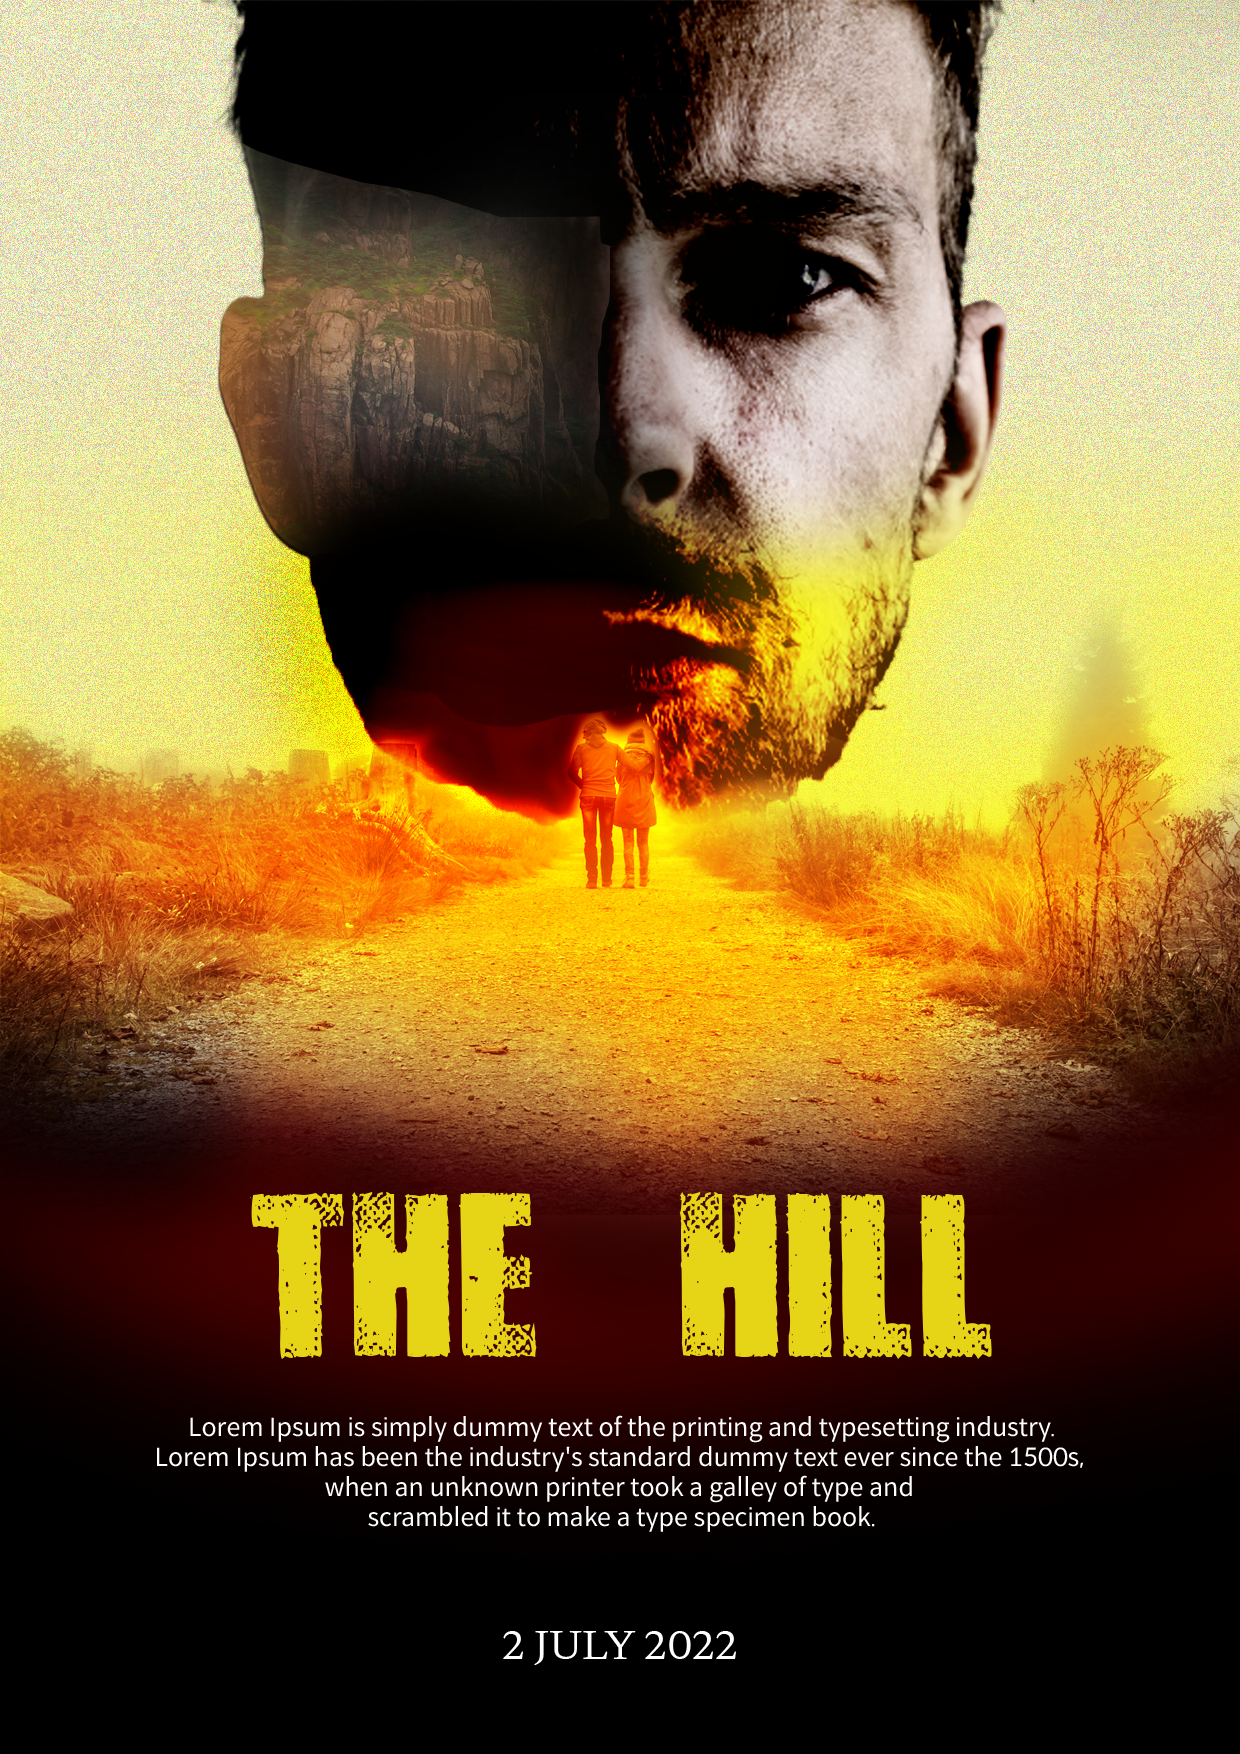 THE HILL
Lorem Ipsum is simply dummy text of the printing and typesetting industry.
Lorem Ipsum has been the industry's standard dummy text ever since the 1500s,
when an unknown printer took a galley of type and
scrambled it to make a type specimen book.
2 JULY 2022